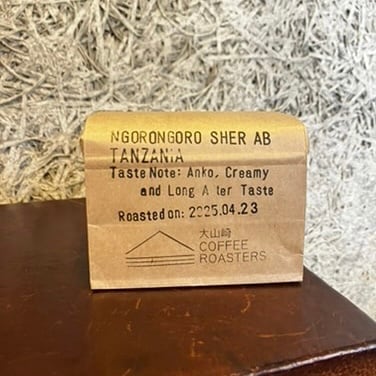 NGORONGORO SHER AB
TANZANIA
Taste Note: Anko, Creamy
and Long A ter Taste
Roasted on: 2025.04.23
大山崎
COFFEE
ROASTERS